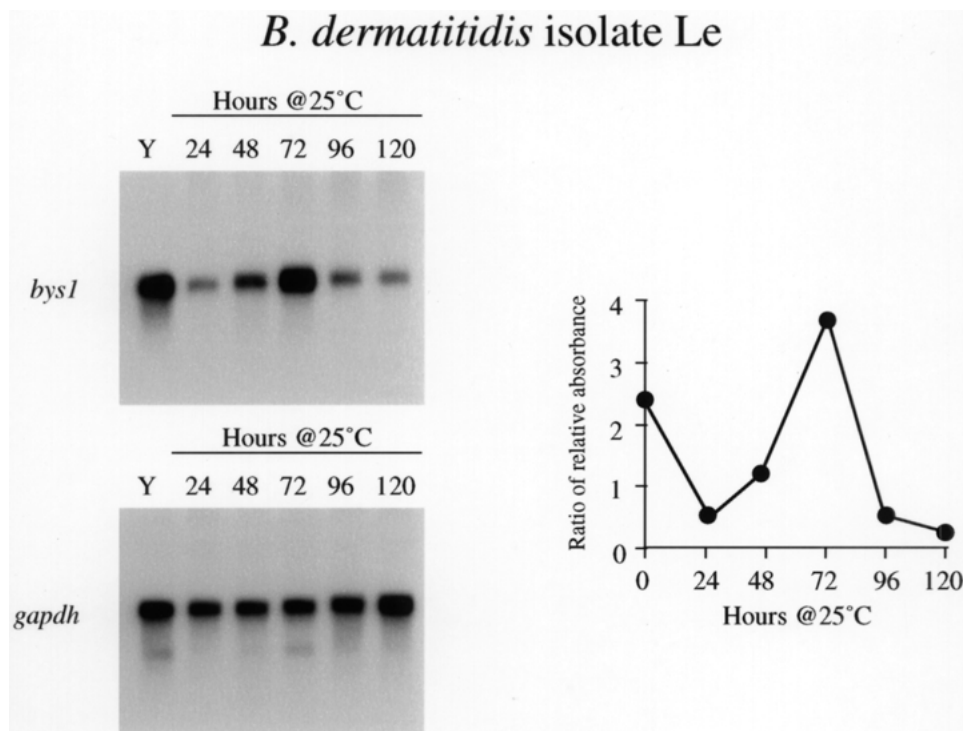 B. dermatitidis isolate Le
Hours @25°C
Y 24 48 72 96 120
bys1
Hours @25°C
Y 24 48 72 96 120
gapdh
Ratio of relative absorbance
4
3
2
1
0
0 24 48 72 96 120
Hours @25°C